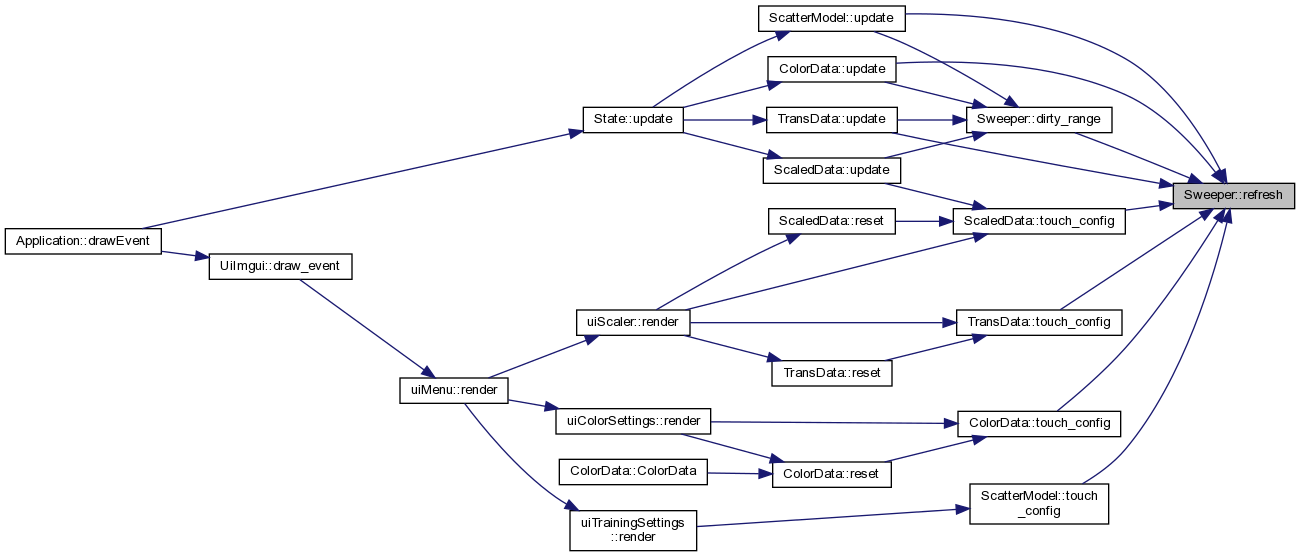 ScatterModel::update
ColorData::update
State::update
TransData::update
Sweeper::dirty_range
ScaledData::update
Sweeper::refresh
ScaledData::reset
ScaledData::touch_config
Application::drawEvent
UiImgui::draw_event
uiScaler::render
TransData::touch_config
TransData::reset
uiMenu::render
uiColorSettings::render
ColorData::touch_config
ColorData::ColorData
ColorData::reset
ScatterModel::touch
_config
uiTrainingSettings
::render